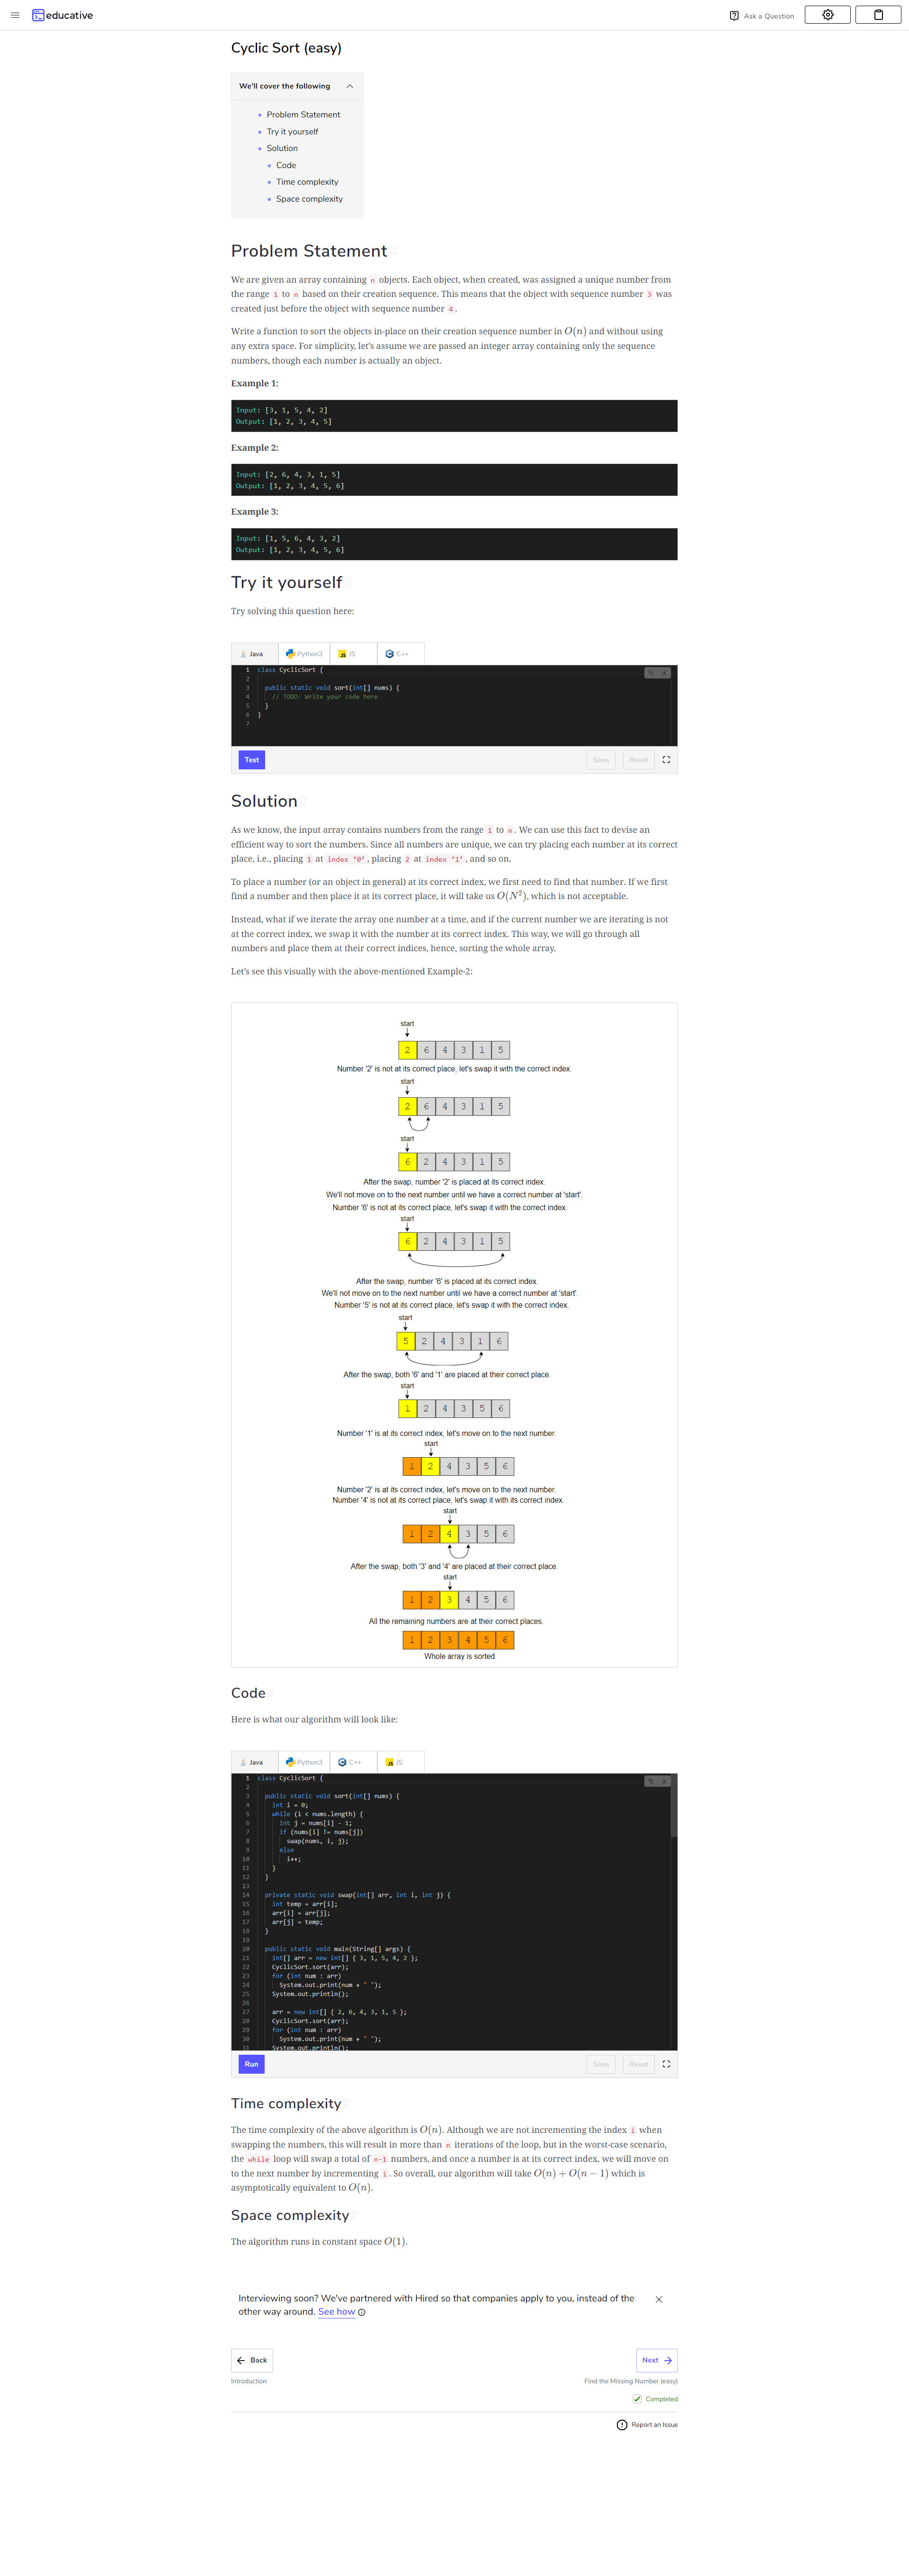 educative
Ask a Question
Cyclic Sort (easy)
We'll cover the following
Problem Statement
Try it yourself
Solution
Code
Time complexity
Space complexity
Problem Statement
We are given an array containing n objects. Each object, when created, was assigned a unique number from
the range 1 to n based on their creation sequence. This means that the object with sequence number 3 was
created just before the object with sequence number 4.
Write a function to sort the objects in-place on their creation sequence number in O(n) and without using
any extra space. For simplicity, let's assume we are passed an integer array containing only the sequence
numbers, though each number is actually an object.
Example 1:
Input: [3, 1, 5, 4, 2]
Output: [1, 2, 3, 4, 5]
Example 2:
Input: [2, 6, 4, 3, 1, 5]
Output: [1, 2, 3, 4, 5, 6]
Example 3:
Input: [1, 5, 6, 4, 3, 2]
Output: [1, 2, 3, 4, 5, 6]
Try it yourself
Try solving this question here:
Java Python3 JS C++
1 class CyclicSort {
2
3 public static void sort(int[] nums) {
4 // TODO: Write your code here
5 }
6 }
7
Test Save Reset
Solution
As we know, the input array contains numbers from the range 1 to n. We can use this fact to devise an
efficient way to sort the numbers. Since all numbers are unique, we can try placing each number at its correct
place, i.e., placing 1 at index ‘0’, placing 2 at index ‘1’, and so on.
To place a number (or an object in general) at its correct index, we first need to find that number. If we first
find a number and then place it at its correct place, it will take us O(N²), which is not acceptable.
Instead, what if we iterate the array one number at a time, and if the current number we are iterating is not
at the correct index, we swap it with the number at its correct index. This way, we will go through all
numbers and place them at their correct indices, hence, sorting the whole array.
Let's see this visually with the above-mentioned Example-2:
start
2 6 4 3 1 5
Number '2' is not at its correct place, let's swap it with the correct index.
start
2 6 4 3 1 5
start
6 2 4 3 1 5
After the swap, number '2' is placed at its correct index.
We'll not move on to the next number until we have a correct number at 'start'.
Number '6' is not at its correct place, let's swap it with the correct index.
start
6 2 4 3 1 5
After the swap, number '6' is placed at its correct index.
We'll not move on to the next number until we have a correct number at 'start'.
Number '5' is not at its correct place, let's swap it with the correct index.
start
5 2 4 3 1 6
After the swap, both '6' and '1' are placed at their correct place.
start
1 2 4 3 5 6
Number '1' is at its correct index, let's move on to the next number.
start
1 2 4 3 5 6
Number '2' is at its correct index, let's move on to the next number.
Number '4' is not at its correct place, let's swap it with its correct index.
start
1 2 4 3 5 6
After the swap, both '3' and '4' are placed at their correct place.
start
1 2 3 4 5 6
All the remaining numbers are at their correct places.
1 2 3 4 5 6
Whole array is sorted.
Code
Here is what our algorithm will look like:
Java Python3 C++ JS
1 class CyclicSort {
2
3 public static void sort(int[] nums) {
4 int i = 0;
5 while (i < nums.length) {
6 int j = nums[i] - 1;
7 if (nums[i] != nums[j])
8 swap(nums, i, j);
9 else
10 i++;
11 }
12 }
13
14 private static void swap(int[] arr, int i, int j) {
15 int temp = arr[i];
16 arr[i] = arr[j];
17 arr[j] = temp;
18 }
19
20 public static void main(String[] args) {
21 int[] arr = new int[] { 3, 1, 5, 4, 2 };
22 CyclicSort.sort(arr);
23 for (int num : arr)
24 System.out.print(num + " ");
25 System.out.println();
26
27 arr = new int[] { 2, 6, 4, 3, 1, 5 };
28 CyclicSort.sort(arr);
29 for (int num : arr)
30 System.out.print(num + " ");
31 System.out.println();
Run Save Reset
Time complexity
The time complexity of the above algorithm is O(n). Although we are not incrementing the index i when
swapping the numbers, this will result in more than n iterations of the loop, but in the worst-case scenario,
the while loop will swap a total of n-1 numbers, and once a number is at its correct index, we will move on
to the next number by incrementing i. So overall, our algorithm will take O(n) + O(n − 1) which is
asymptotically equivalent to O(n).
Space complexity
The algorithm runs in constant space O(1).
Interviewing soon? We've partnered with Hired so that companies apply to you, instead of the
other way around. See how
Back Next
Introduction Find the Missing Number (easy)
Completed
Report an Issue